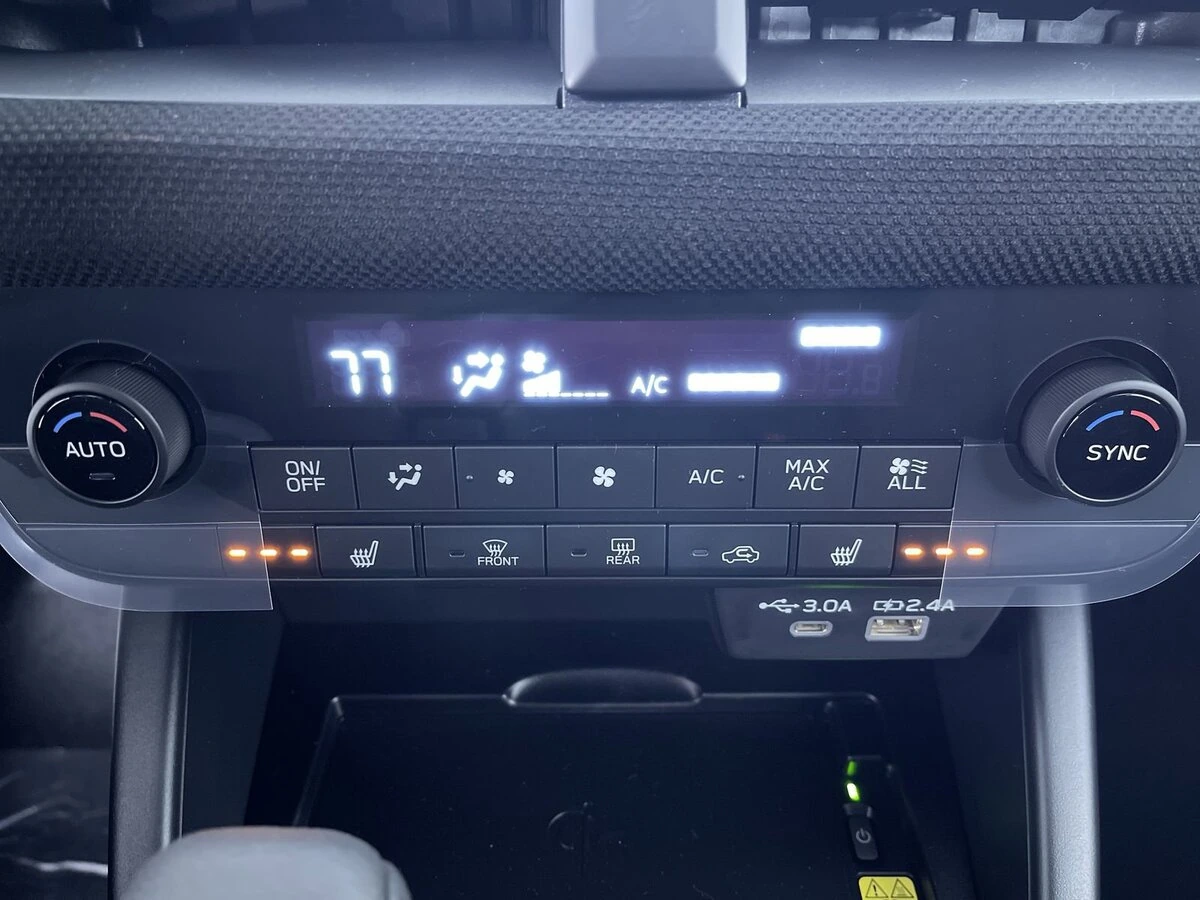 77
A/C
AUTO
SYNC
ON/
OFF
A/C
MAX
A/C
ALL
FRONT
REAR
3.0A
2.4A